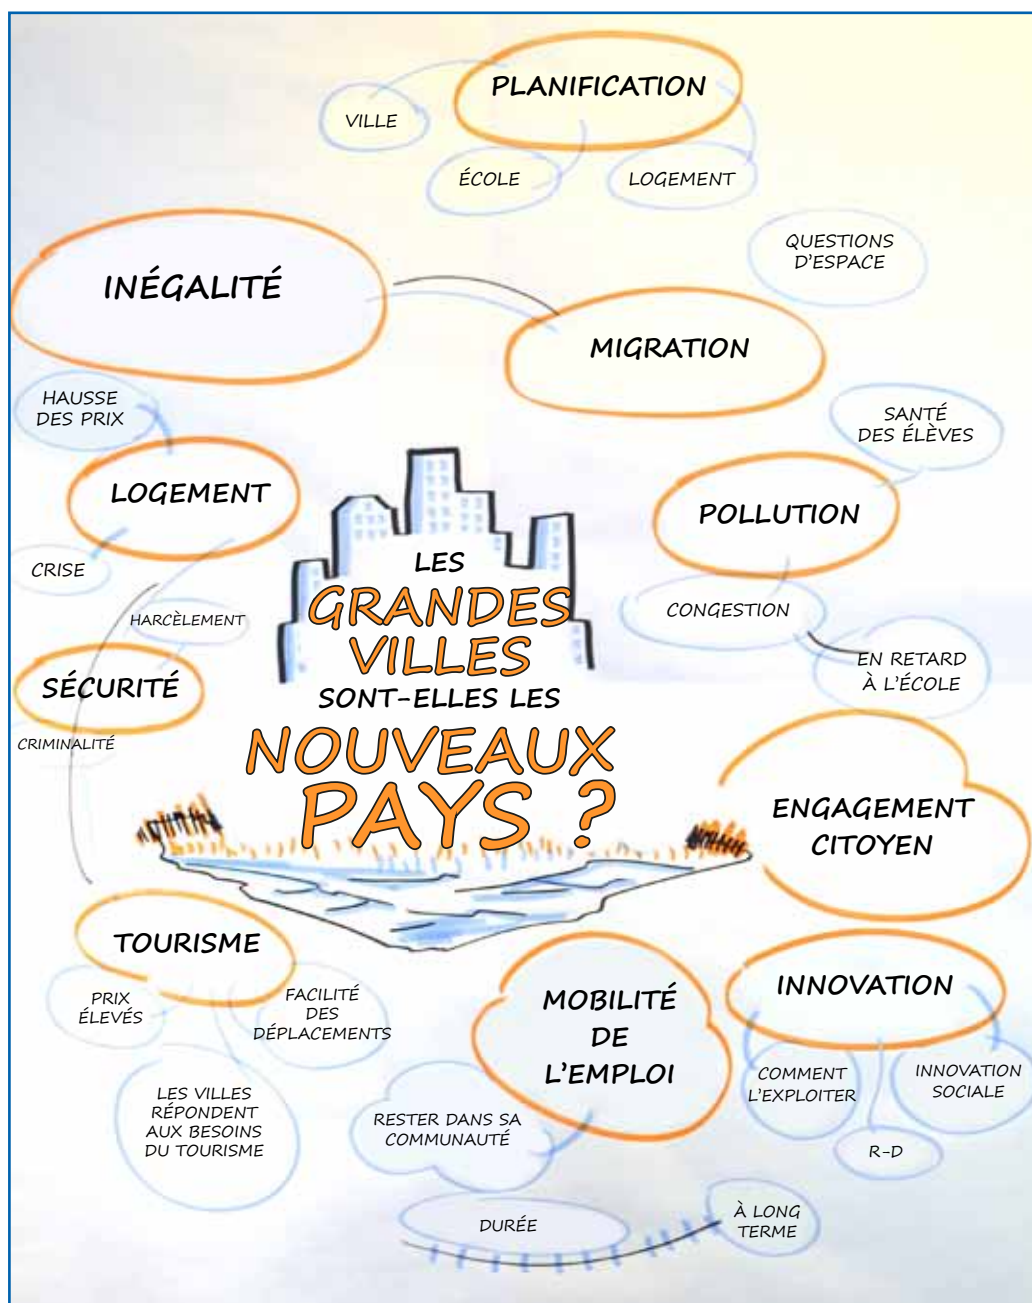 PLANIFICATION
VILLE
ÉCOLE
LOGEMENT
QUESTIONS
D'ESPACE
INÉGALITÉ
MIGRATION
HAUSSE
DES PRIX
SANTÉ
DES ÉLÈVES
LOGEMENT
POLLUTION
CRISE
CONGESTION
HARCÈLEMENT
EN RETARD
À L'ÉCOLE
SÉCURITÉ
CRIMINALITÉ
LES
GRANDES
VILLES
SONT-ELLES LES
NOUVEAUX
PAYS ?
ENGAGEMENT
CITOYEN
TOURISME
PRIX
ÉLEVÉS
FACILITÉ
DES
DÉPLACEMENTS
LES VILLES
RÉPONDENT
AUX BESOINS
DU TOURISME
MOBILITÉ
DE
L'EMPLOI
RESTER DANS SA
COMMUNAUTÉ
DURÉE
À LONG
TERME
INNOVATION
COMMENT
L'EXPLOITER
INNOVATION
SOCIALE
R-D